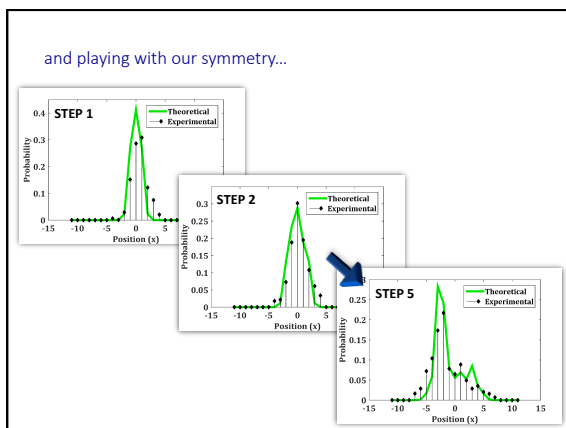 and playing with our symmetry...
STEP 1
Theoretical
Experimental
Probability
0.4
0.3
0.2
0.1
0
-15 -10 -5 0 5
Position (x)
STEP 2
Theoretical
Experimental
Probability
0.3
0.25
0.2
0.15
0.1
0.05
0
-15 -10 -5 0 5
Position (x)
STEP 5
Theoretical
Experimental
Probability
0.25
0.2
0.15
0.1
0.05
0
-15 -10 -5 0 5 10 15
Position (x)